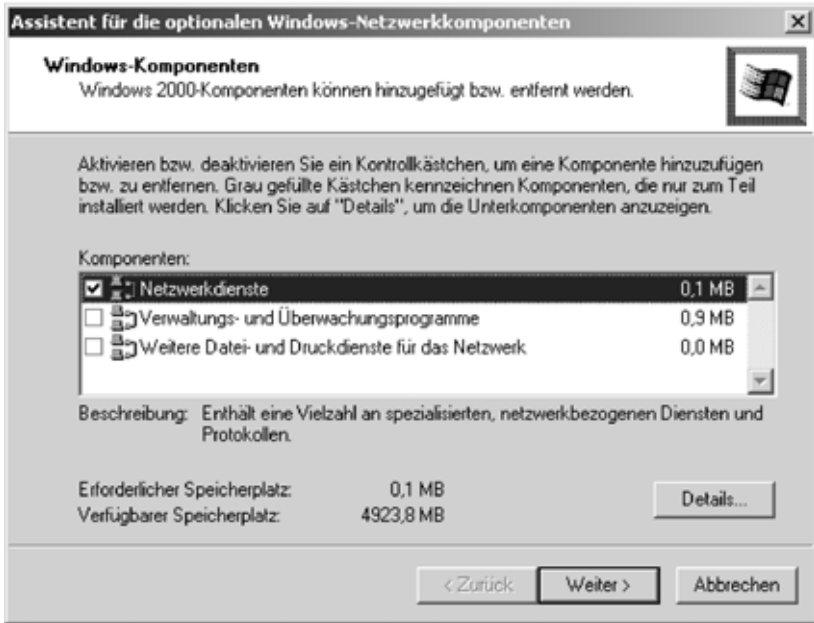 Assistent für die optionalen Windows-Netzwerkkomponenten
Windows-Komponenten
Windows 2000-Komponenten können hinzugefügt bzw. entfernt werden.
Aktivieren bzw. deaktivieren Sie ein Kontrollkästchen, um eine Komponente hinzuzufügen
bzw. zu entfernen. Grau gefüllte Kästchen kennzeichnen Komponenten, die nur zum Teil
installiert werden. Klicken Sie auf "Details", um die Unterkomponenten anzuzeigen.
Komponenten:
Netzwerkdienste 0,1 MB
Verwaltungs- und Überwachungsprogramme 0,9 MB
Weitere Datei- und Druckdienste für das Netzwerk 0,0 MB
Beschreibung: Enthält eine Vielzahl an spezialisierten, netzwerkbezogenen Diensten und
Protokollen.
Erforderlicher Speicherplatz: 0,1 MB
Verfügbarer Speicherplatz: 4923,8 MB
Details...
< Zurück Weiter > Abbrechen